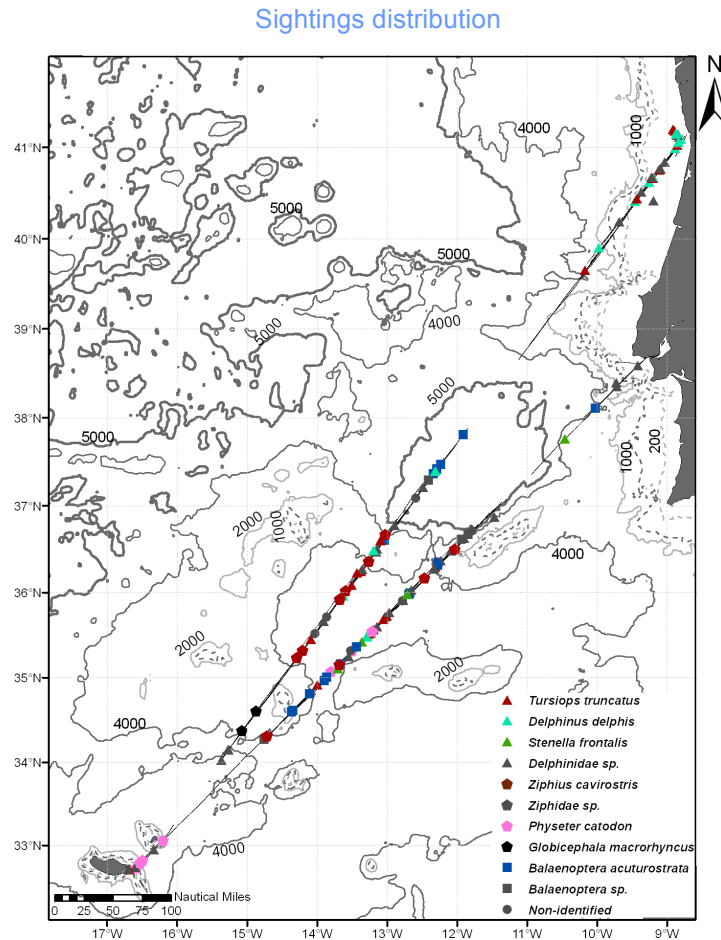 Sightings distribution
N
41°N
40°N
39°N
38°N
37°N
36°N
35°N
34°N
33°N
4000
1000
5000
5000
5000
4000
5000
5000
1000
200
2000
1000
4000
2000
2000
4000
4000
Tursiops truncatus
Delphinus delphis
Stenella frontalis
Delphinidae sp.
Ziphius cavirostris
Ziphidae sp.
Physeter catodon
Globicephala macrorhyncus
Balaenoptera acuturostrata
Balaenoptera sp.
Non-identified
Nautical Miles
0 25 50 75 100
17°W 16°W 15°W 14°W 13°W 12°W 11°W 10°W 9°W